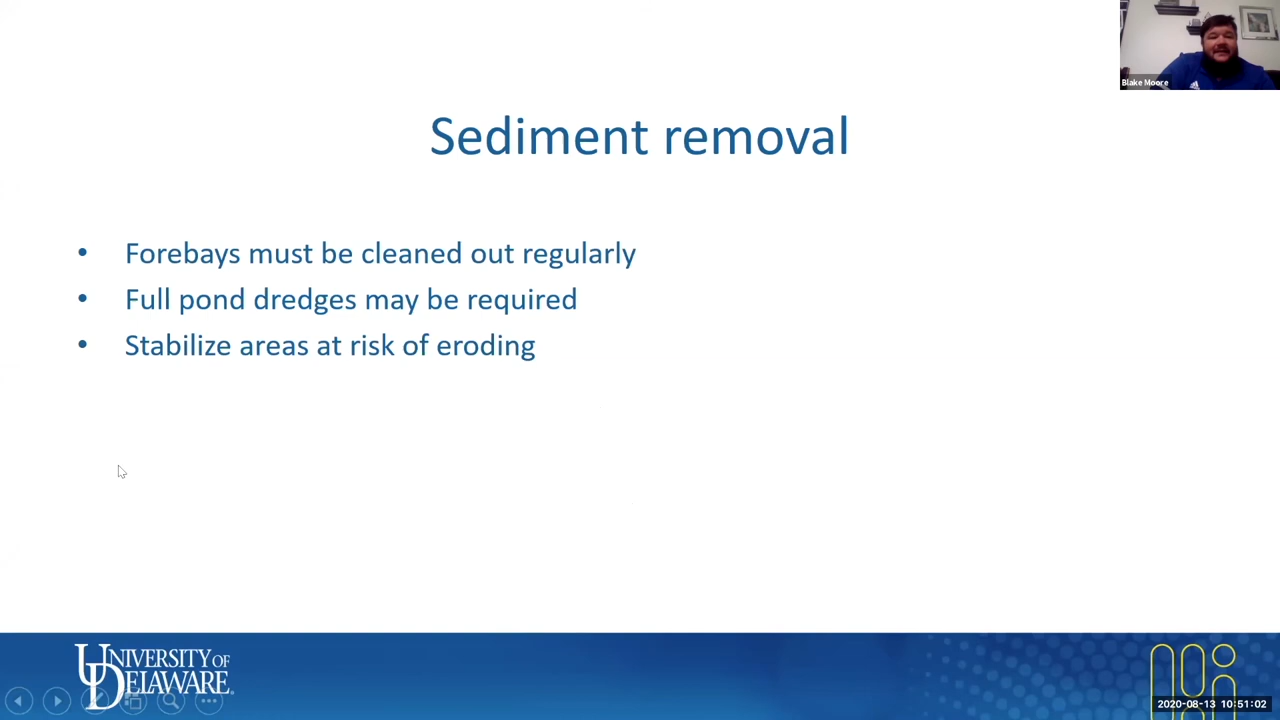 Blake Moore
Sediment removal
• Forebays must be cleaned out regularly
• Full pond dredges may be required
• Stabilize areas at risk of eroding
UNIVERSITY OF
DELAWARE
2020-08-13 10:51:02